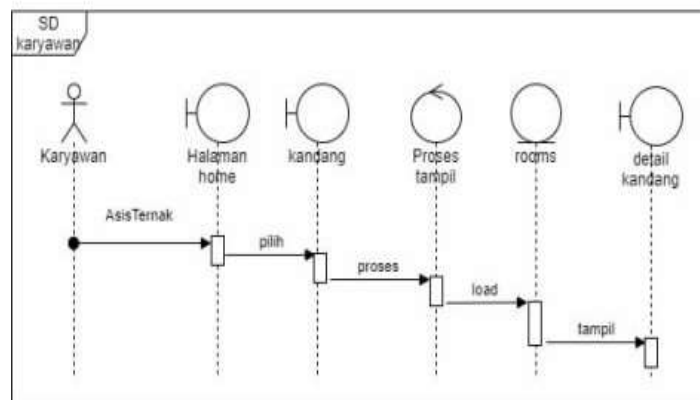 SD
karyawan
Karyawan
Halaman
home
kandang
Proses
tampil
rooms
detail
kandang
AsisTernak
pilih
proses
load
tampil